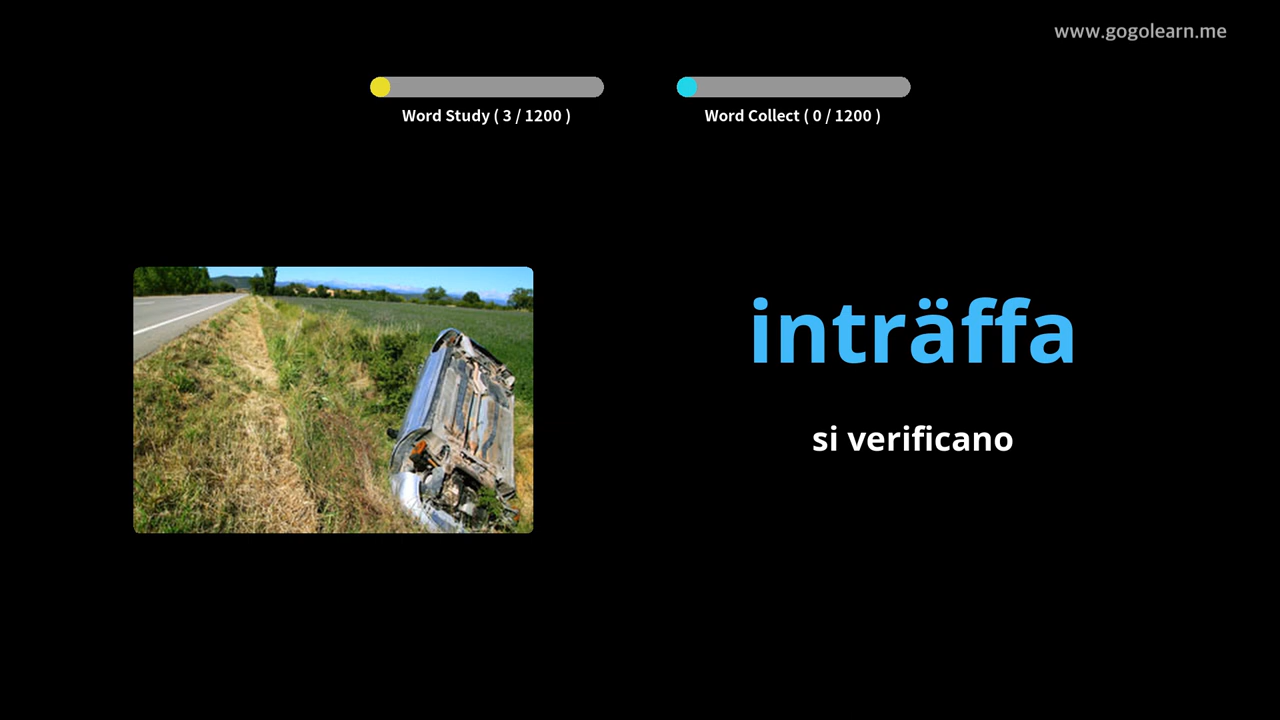 www.gogolearn.me
Word Study ( 3 / 1200 )
Word Collect ( 0 / 1200 )
inträffa
si verificano